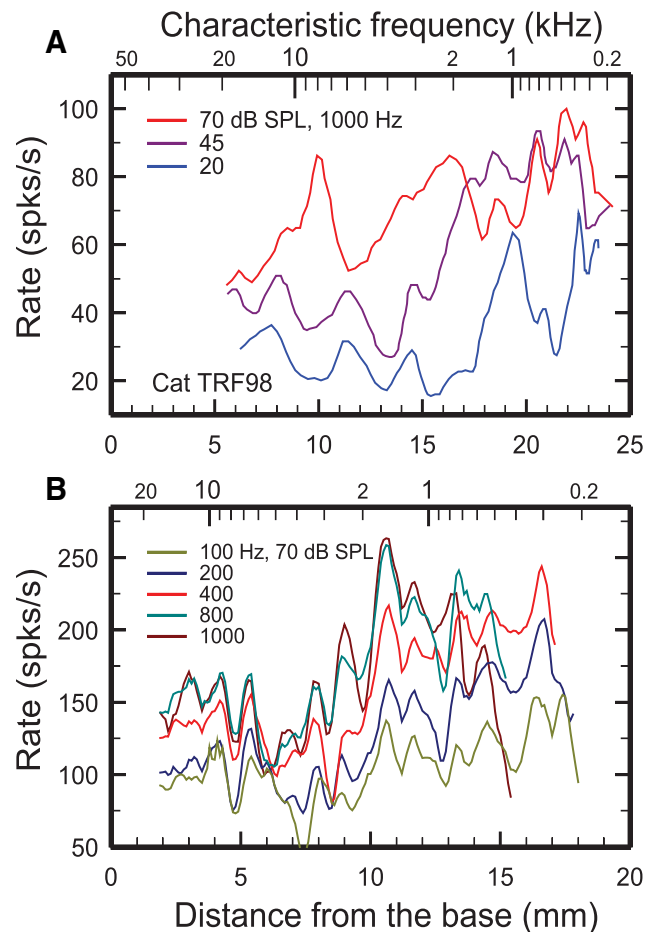 Characteristic frequency (kHz)
A
50 20 10 2 1 0.2
100
80
60
40
20
Rate (spks/s)
70 dB SPL, 1000 Hz
45
20
Cat TRF98
0 5 10 15 20 25
B
20 10 2 1 0.2
250
200
150
100
50
Rate (spks/s)
100 Hz, 70 dB SPL
200
400
800
1000
0 5 10 15 20
Distance from the base (mm)